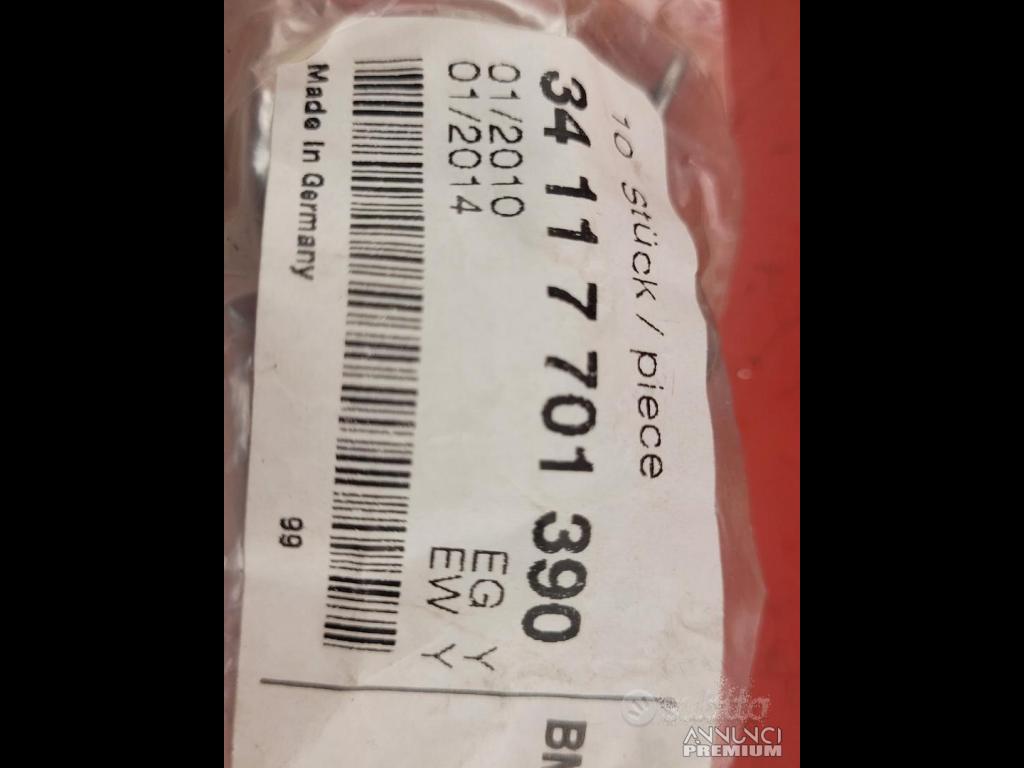 10 Stück / piece
34 11 7 701 390
01/2010 EG Y
01/2014 EW Y
Made In Germany 99
subito
ANNUNCI
PREMIUM